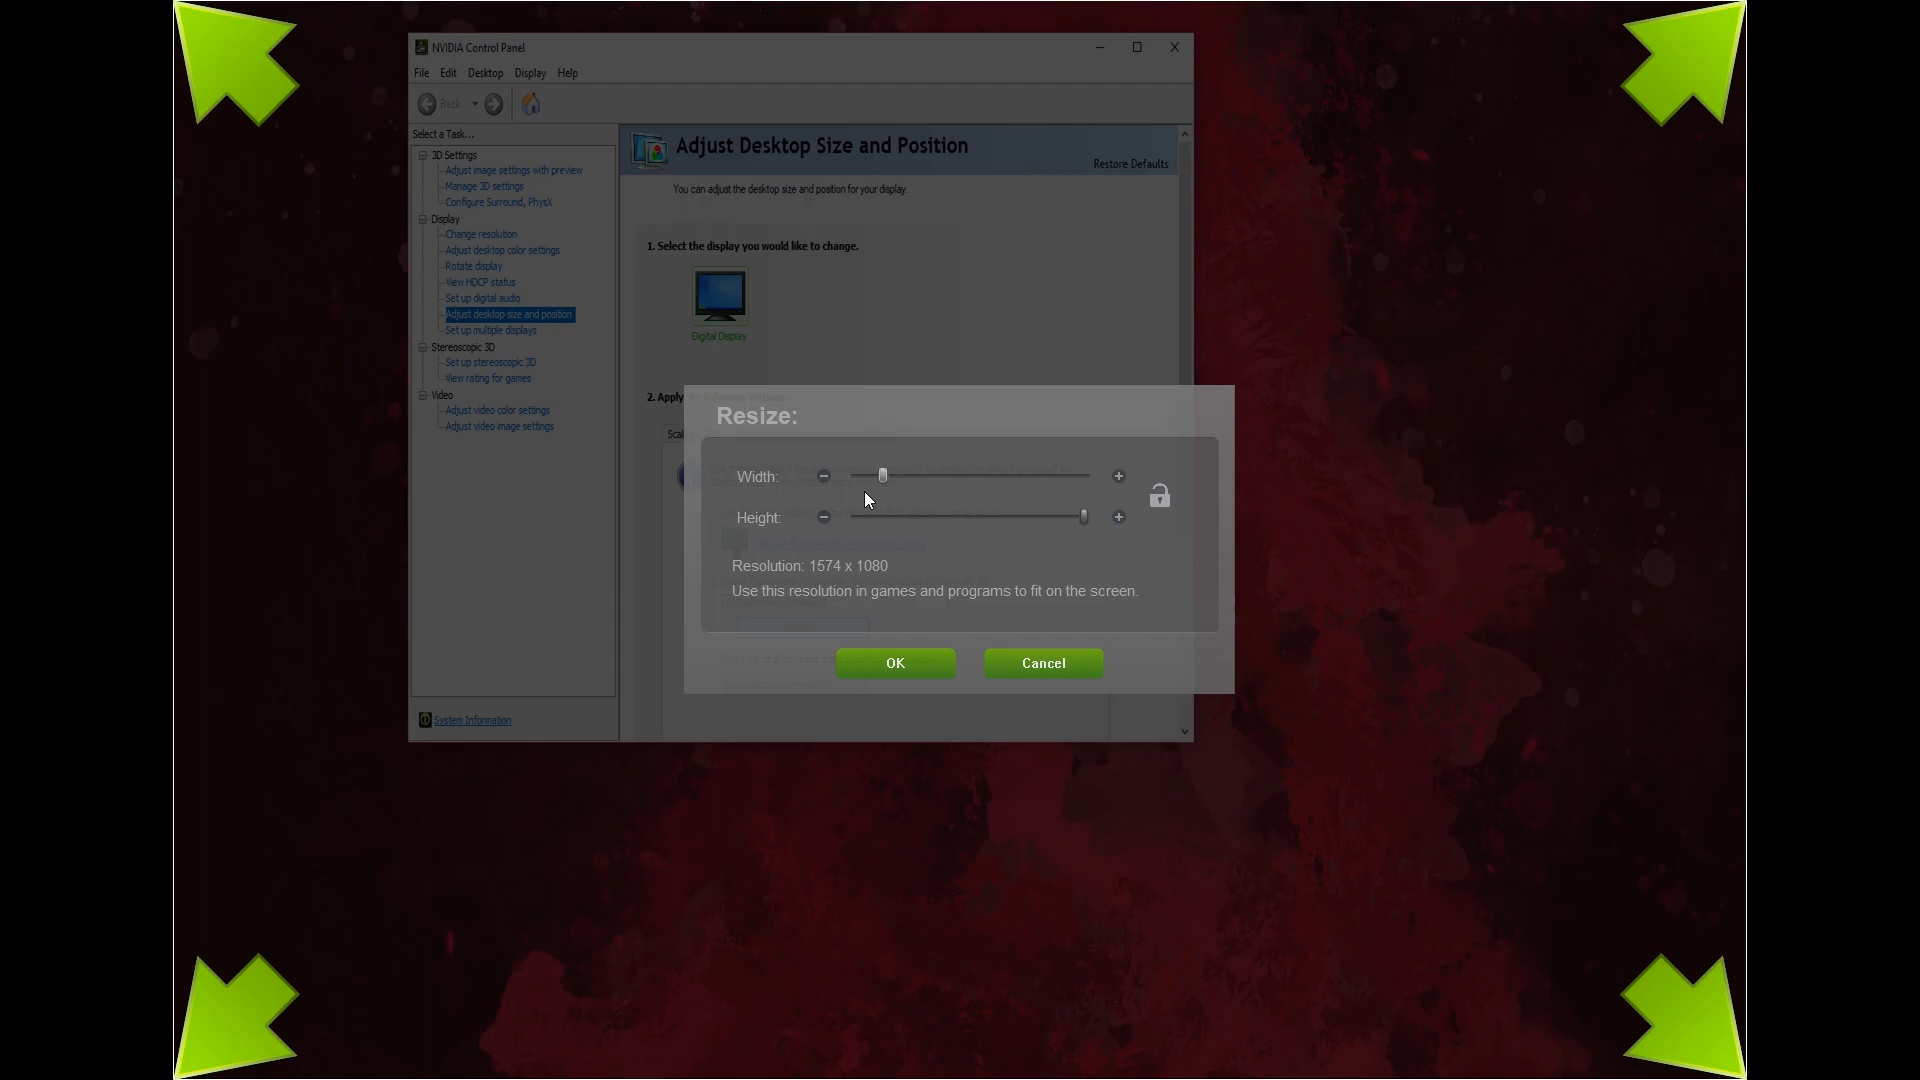 NVIDIA Control Panel
File Edit Desktop Display Help
Back
Select a Task...
3D Settings
Adjust image settings with preview
Manage 3D settings
Configure Surround, PhysX
Display
Change resolution
Adjust desktop color settings
Rotate display
View HDCP status
Set up digital audio
Adjust desktop size and position
Set up multiple displays
Stereoscopic 3D
Set up stereoscopic 3D
View rating for games
Video
Adjust video color settings
Adjust video image settings
System Information
Adjust Desktop Size and Position
Restore Defaults
You can adjust the desktop size and position for your display.
1. Select the display you would like to change.
Digital Display
2. Apply
Resize:
Width:
Height:
Resolution: 1574 x 1080
Use this resolution in games and programs to fit on the screen.
OK Cancel